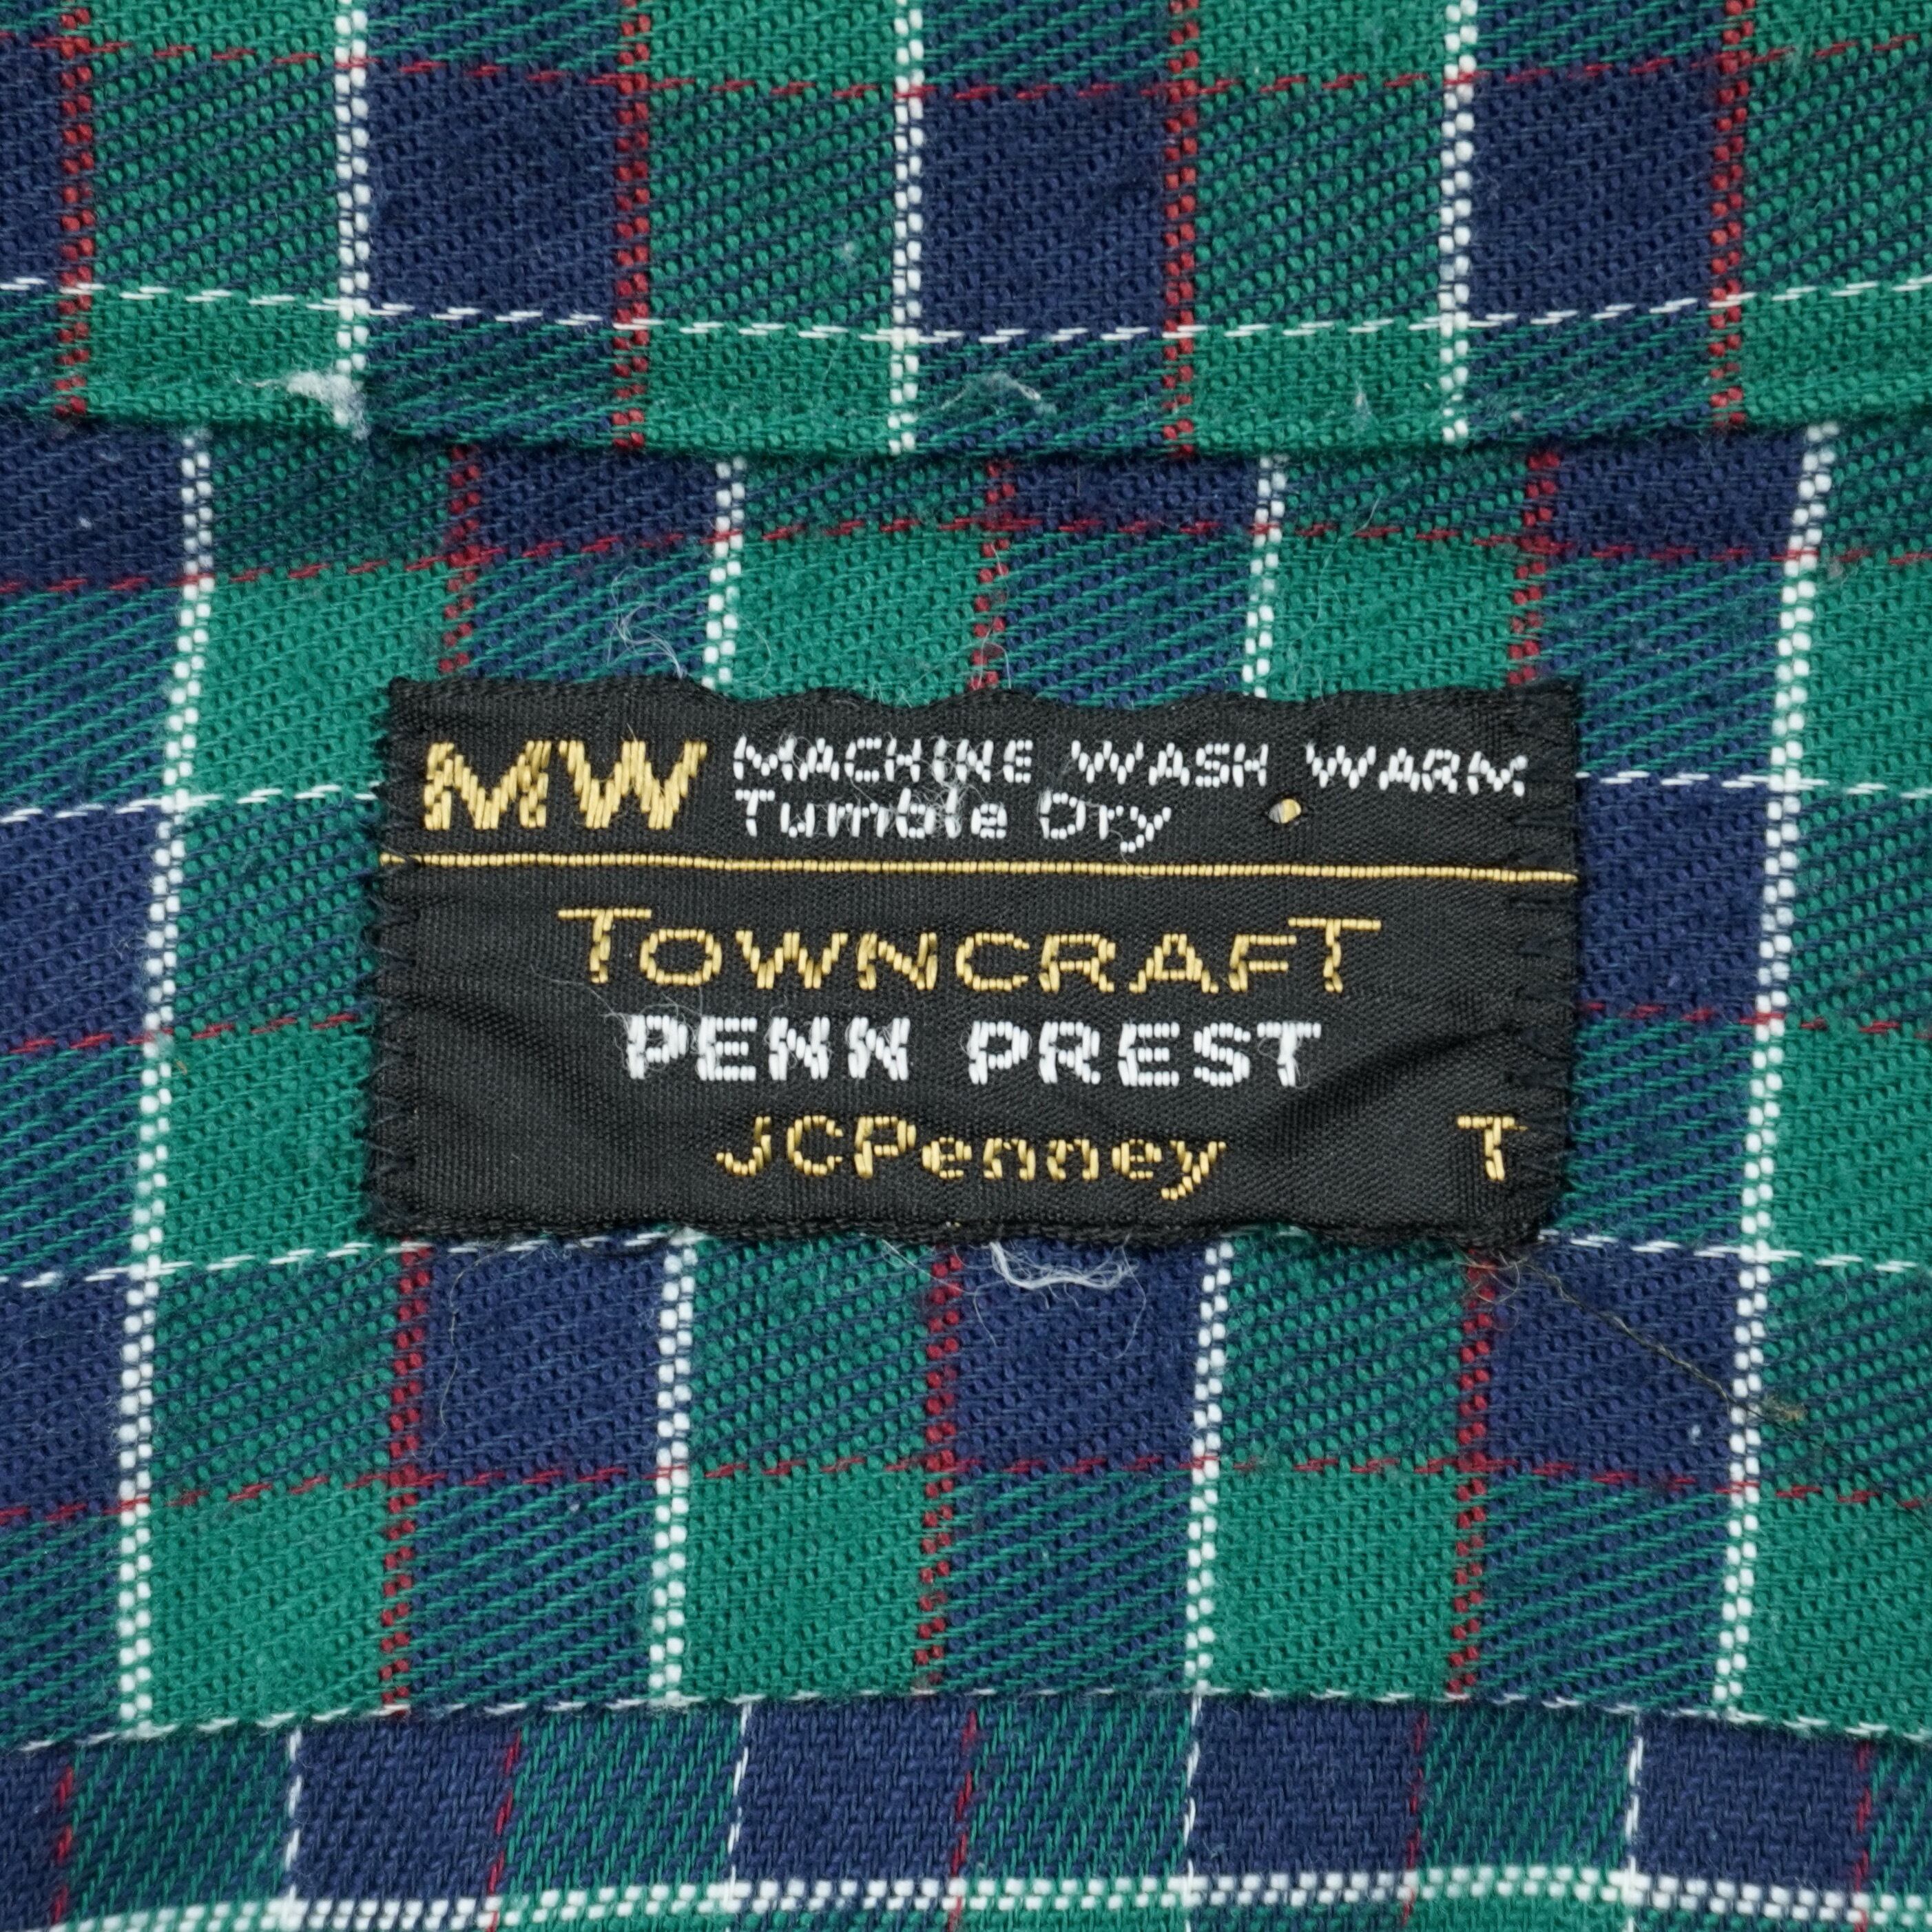 MW MACHINE WASH WARM
Tumble Dry
TOWNCRAFT
PENN PREST
JCPenney T